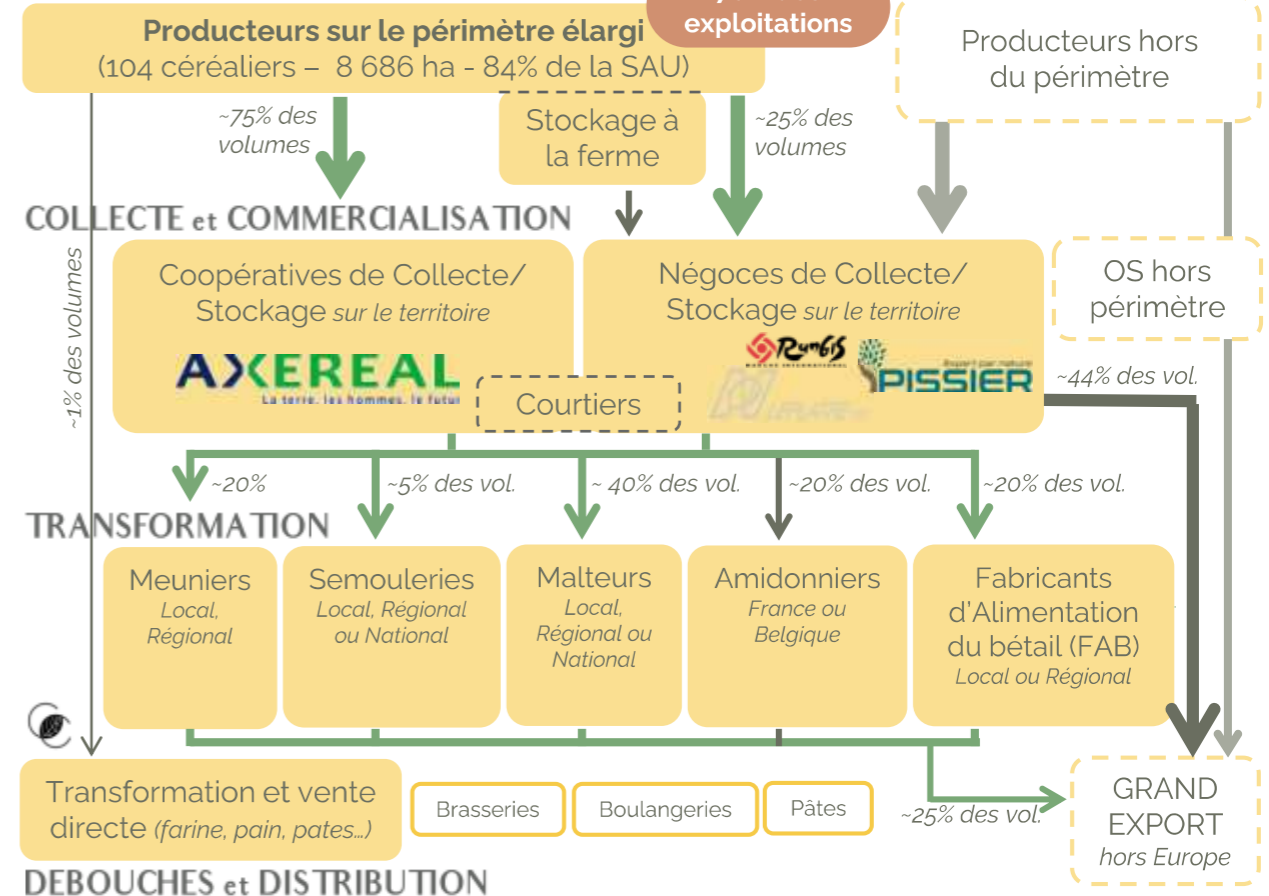 exploitations
Producteurs sur le périmètre élargi
(104 céréaliers – 8 686 ha - 84% de la SAU)
Producteurs hors
du périmètre
~75% des
volumes
Stockage à
la ferme
~25% des
volumes
COLLECTE et COMMERCIALISATION
~1% des volumes
Coopératives de Collecte/
Stockage sur le territoire
AXEREAL
La terre, les hommes, le futur
Négoces de Collecte/
Stockage sur le territoire
RunGiS
MARCHE INTERNATIONAL
Expert par nature
PISSIER
OS hors
périmètre
Courtiers
~44% des vol.
~20%
~5% des vol.
~ 40% des vol.
~20% des vol.
~20% des vol.
TRANSFORMATION
Meuniers
Local,
Régional
Semouleries
Local, Régional
ou National
Malteurs
Local,
Régional ou
National
Amidonniers
France ou
Belgique
Fabricants
d'Alimentation
du bétail (FAB)
Local ou Régional
Transformation et vente
directe (farine, pain, pates…)
Brasseries
Boulangeries
Pâtes
~25% des vol.
GRAND
EXPORT
hors Europe
DEBOUCHES et DISTRIBUTION